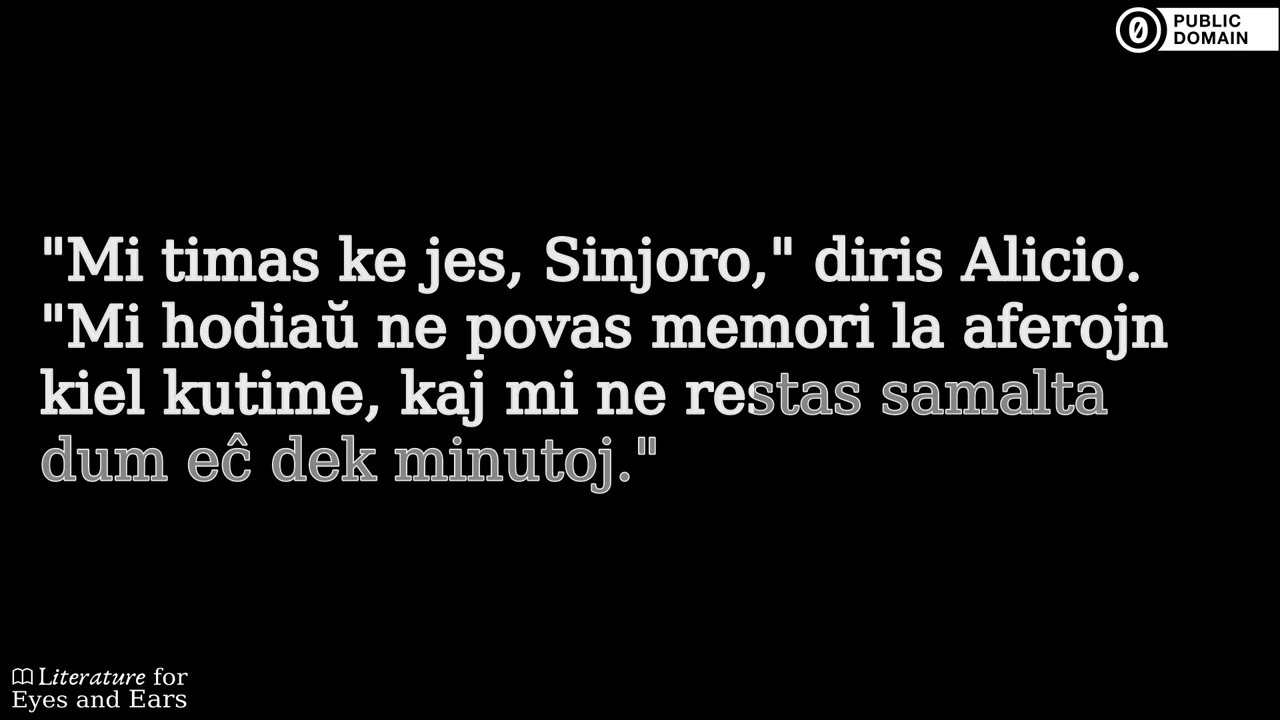 PUBLIC
DOMAIN
"Mi timas ke jes, Sinjoro," diris Alicio.
"Mi hodiaŭ ne povas memori la aferojn
kiel kutime, kaj mi ne restas samalta
dum eĉ dek minutoj."
Literature for
Eyes and Ears